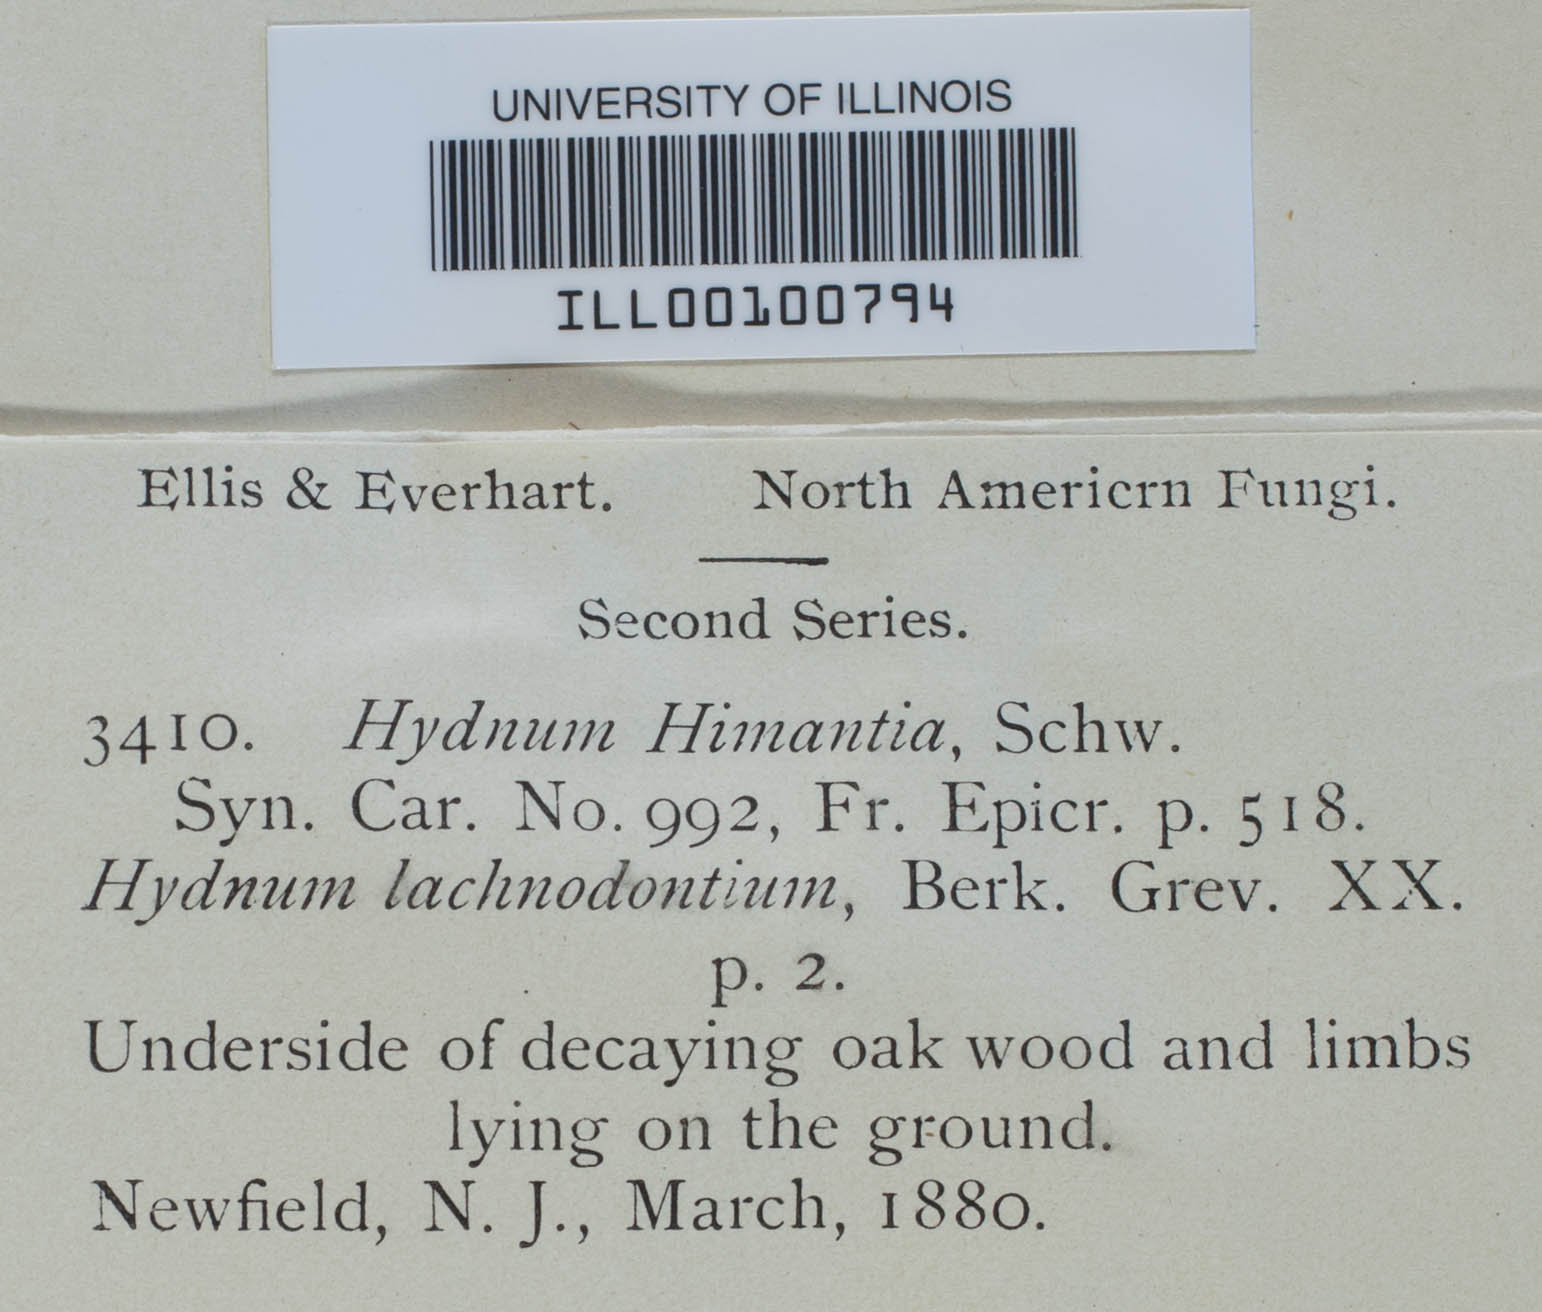 UNIVERSITY OF ILLINOIS
ILL00100794
Ellis & Everhart. North Americrn Fungi.
Second Series.
3410. Hydnum Himantia, Schw.
Syn. Car. No. 992, Fr. Epicr. p. 518.
Hydnum lachnodontium, Berk. Grev. XX.
p. 2.
Underside of decaying oak wood and limbs
lying on the ground.
Newfield, N. J., March, 1880.